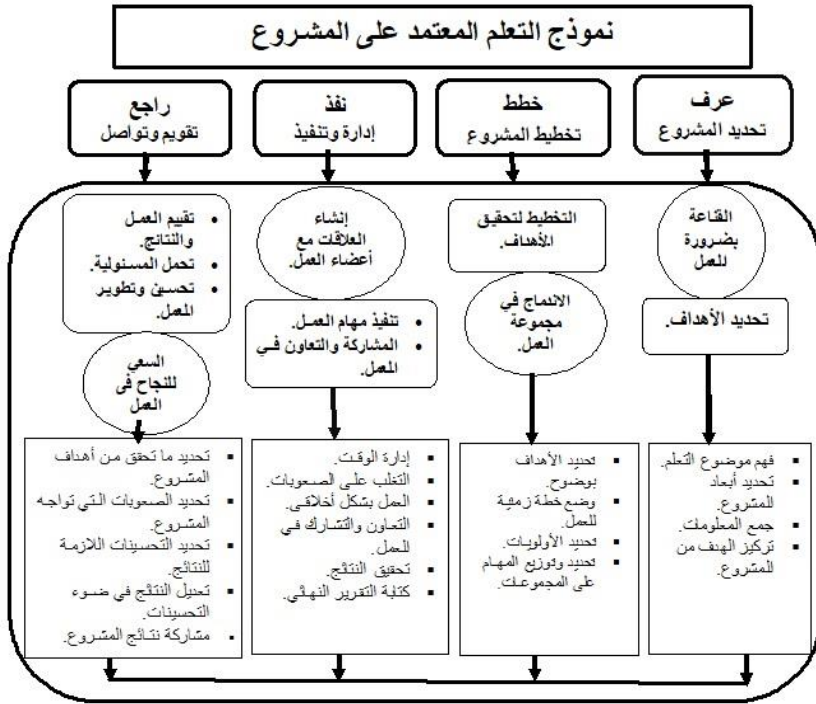 نموذج التعلم المعتمد على المشروع
عرف
تحديد المشروع
خطط
تخطيط المشروع
نفذ
إدارة وتنفيذ
راجع
تقويم وتواصل
القناعة
بضرورة
للعمل
تحديد الأهداف.
التخطيط لتحقيق
الأهداف.
الاندماج في
مجموعة
العمل.
إنشاء
العلاقات مع
أعضاء العمل.
• تنفيذ مهام العمل.
• المشاركة والتعاون في
العمل.
• تقييم العمل
والنتائج.
• تحمل المسئولية.
• تحسين وتطوير
العمل.
السعي
للنجاح فى
العمل
▪ فهم موضوع التعلم.
▪ تحديد أبعاد
المشروع.
▪ جمع المعلومات.
▪ تركيز الهدف من
المشروع.
▪ تحديد الأهداف
بوضوح.
▪ وضع خطة زمنية
للعمل.
▪ تحديد الأولويات.
▪ تحديد وتوزيع المهام
على المجموعات.
▪ إدارة الوقت.
▪ التغلب على الصعوبات.
▪ العمل بشكل أخلاقى.
▪ التعاون والتشارك في
العمل.
▪ تحقيق النتائج.
▪ كتابة التقرير النهائي.
▪ تحديد ما تحقق من أهداف
المشروع.
▪ تحديد الصعوبات التي تواجه
المشروع.
▪ تحديد التحسينات اللازمة
للنتائج.
▪ تعديل النتائج في ضوء
التحسينات.
▪ مشاركة نتائج المشروع.